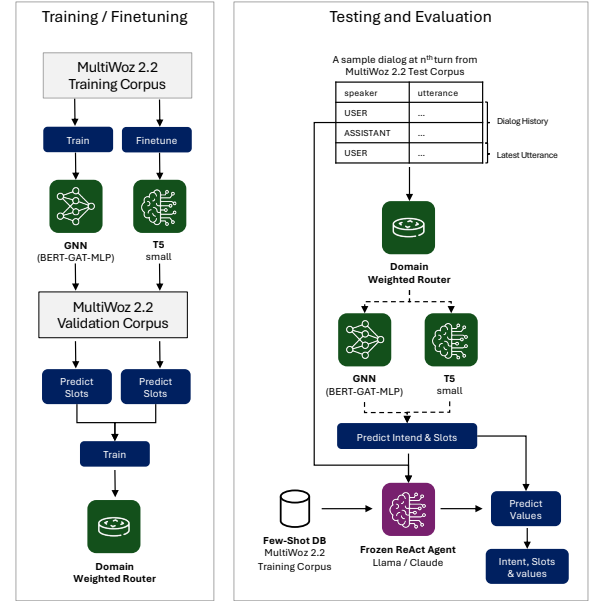 Training / Finetuning
MultiWoz 2.2
Training Corpus
Train
Finetune
GNN
(BERT-GAT-MLP)
T5
small
MultiWoz 2.2
Validation Corpus
Predict
Slots
Predict
Slots
Train
Domain
Weighted Router
Testing and Evaluation
A sample dialog at nth turn from
MultiWoz 2.2 Test Corpus
speaker utterance
USER ...
ASSISTANT ...
USER ...
Dialog History
Latest Utterance
Domain
Weighted Router
GNN
(BERT-GAT-MLP)
T5
small
Predict Intend & Slots
Few-Shot DB
MultiWoz 2.2
Training Corpus
Frozen ReAct Agent
Llama / Claude
Predict
Values
Intent, Slots
& values